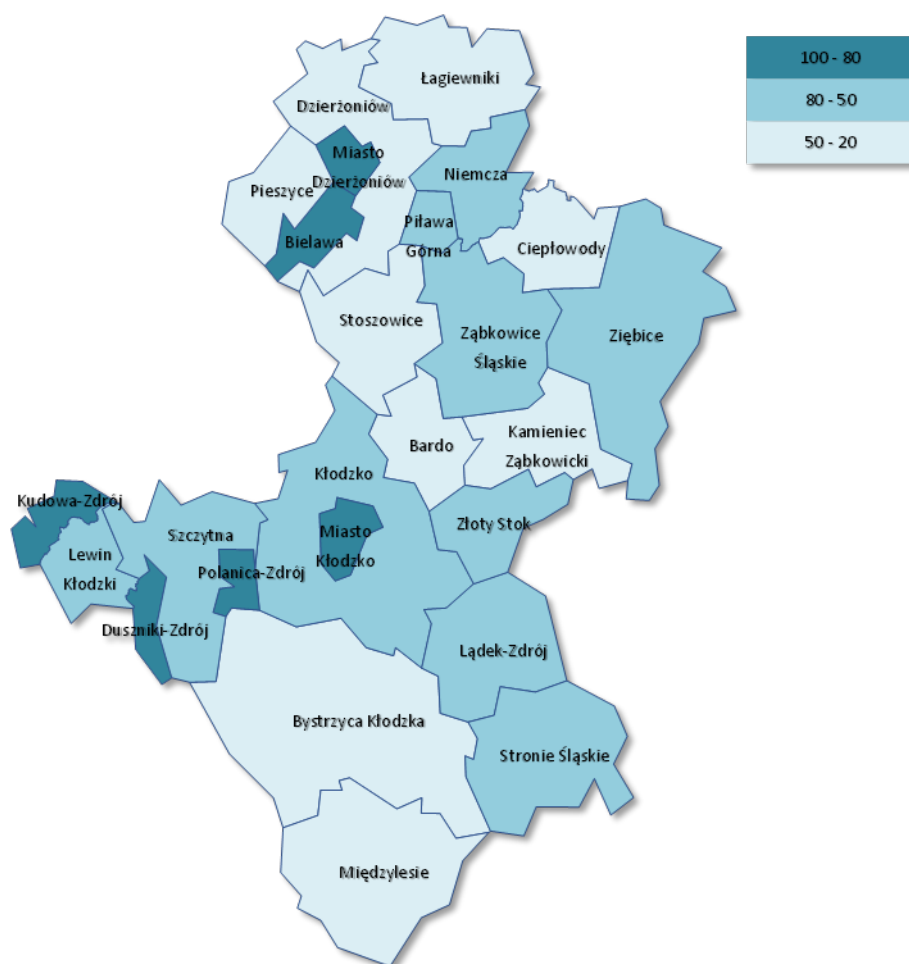 100 - 80
80 - 50
50 - 20
Łagiewniki
Dzierżoniów
Miasto
Dzierżoniów
Pieszyce
Bielawa
Niemcza
Piława
Górna
Ciepłowody
Stoszowice
Ząbkowice
Śląskie
Ziębice
Bardo
Kamieniec
Ząbkowicki
Kłodzko
Kudowa-Zdrój
Szczytna
Miasto
Kłodzko
Złoty Stok
Lewin
Kłodzki
Polanica-Zdrój
Duszniki-Zdrój
Lądek-Zdrój
Bystrzyca Kłodzka
Stronie Śląskie
Międzylesie